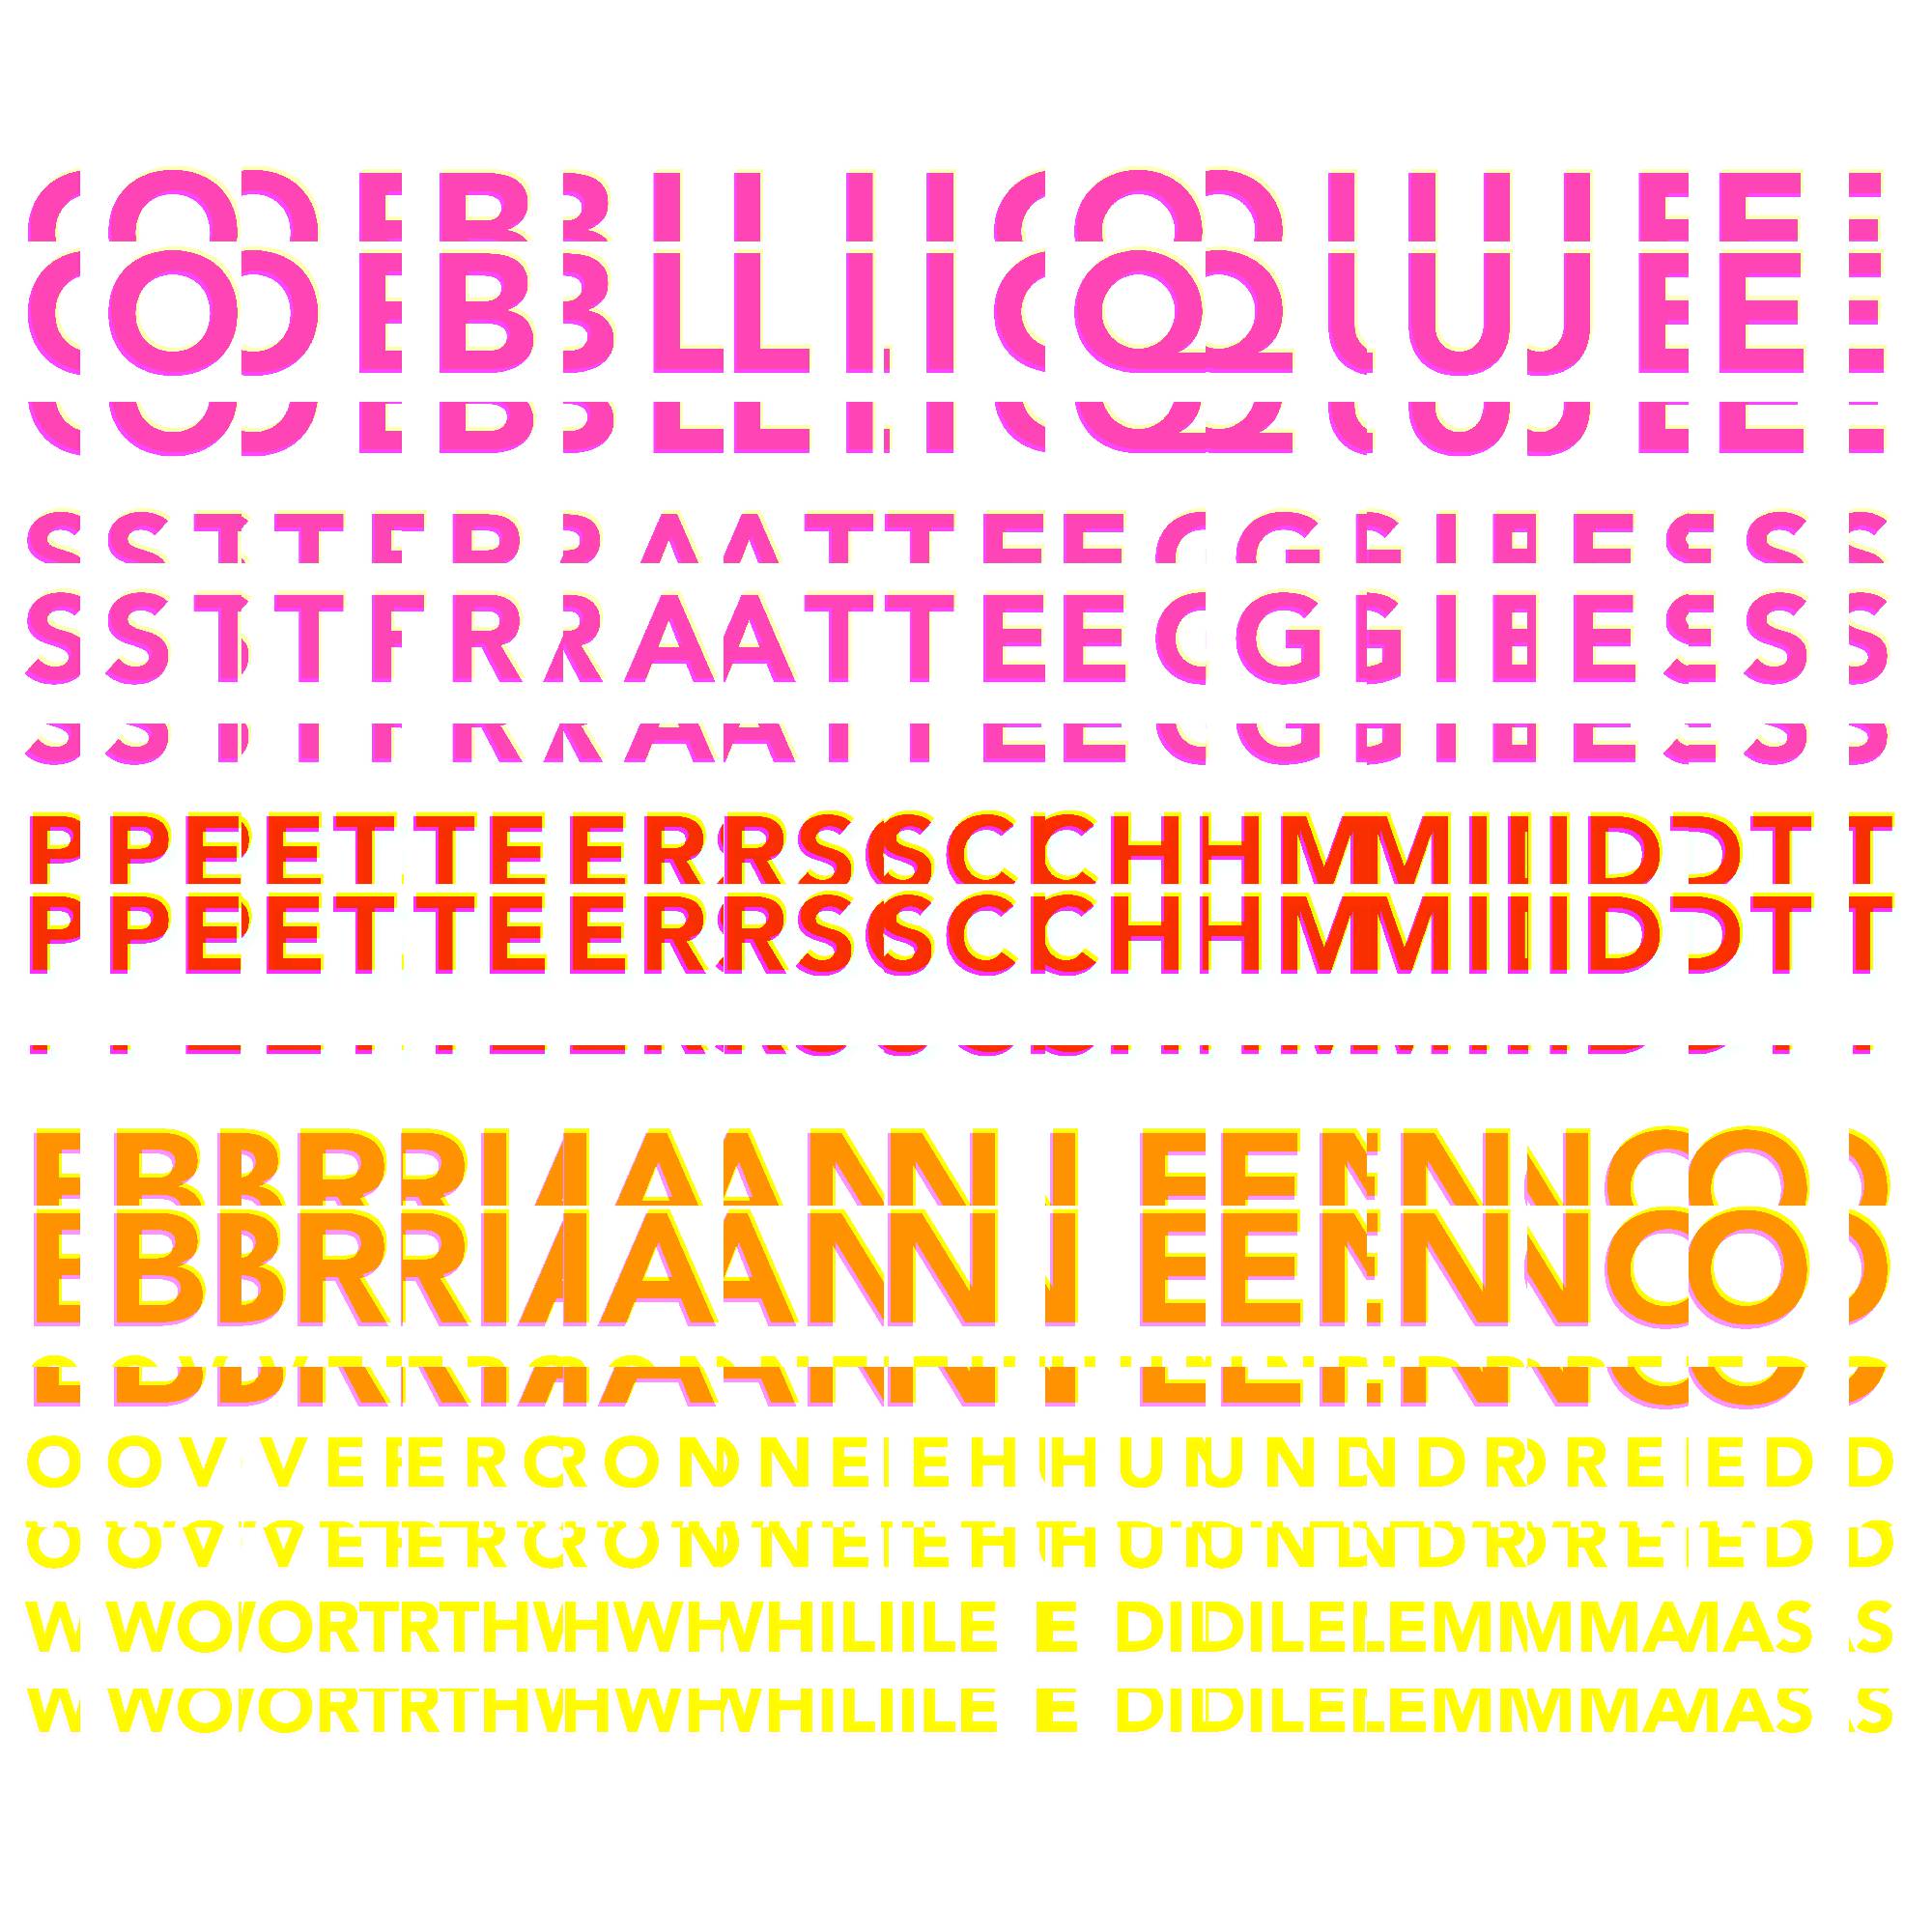 OBLIQUE
STRATEGIES
PETER SCHMIDT
BRIAN ENO
OVER ONE HUNDRED
WORTHWHILE DILEMMAS